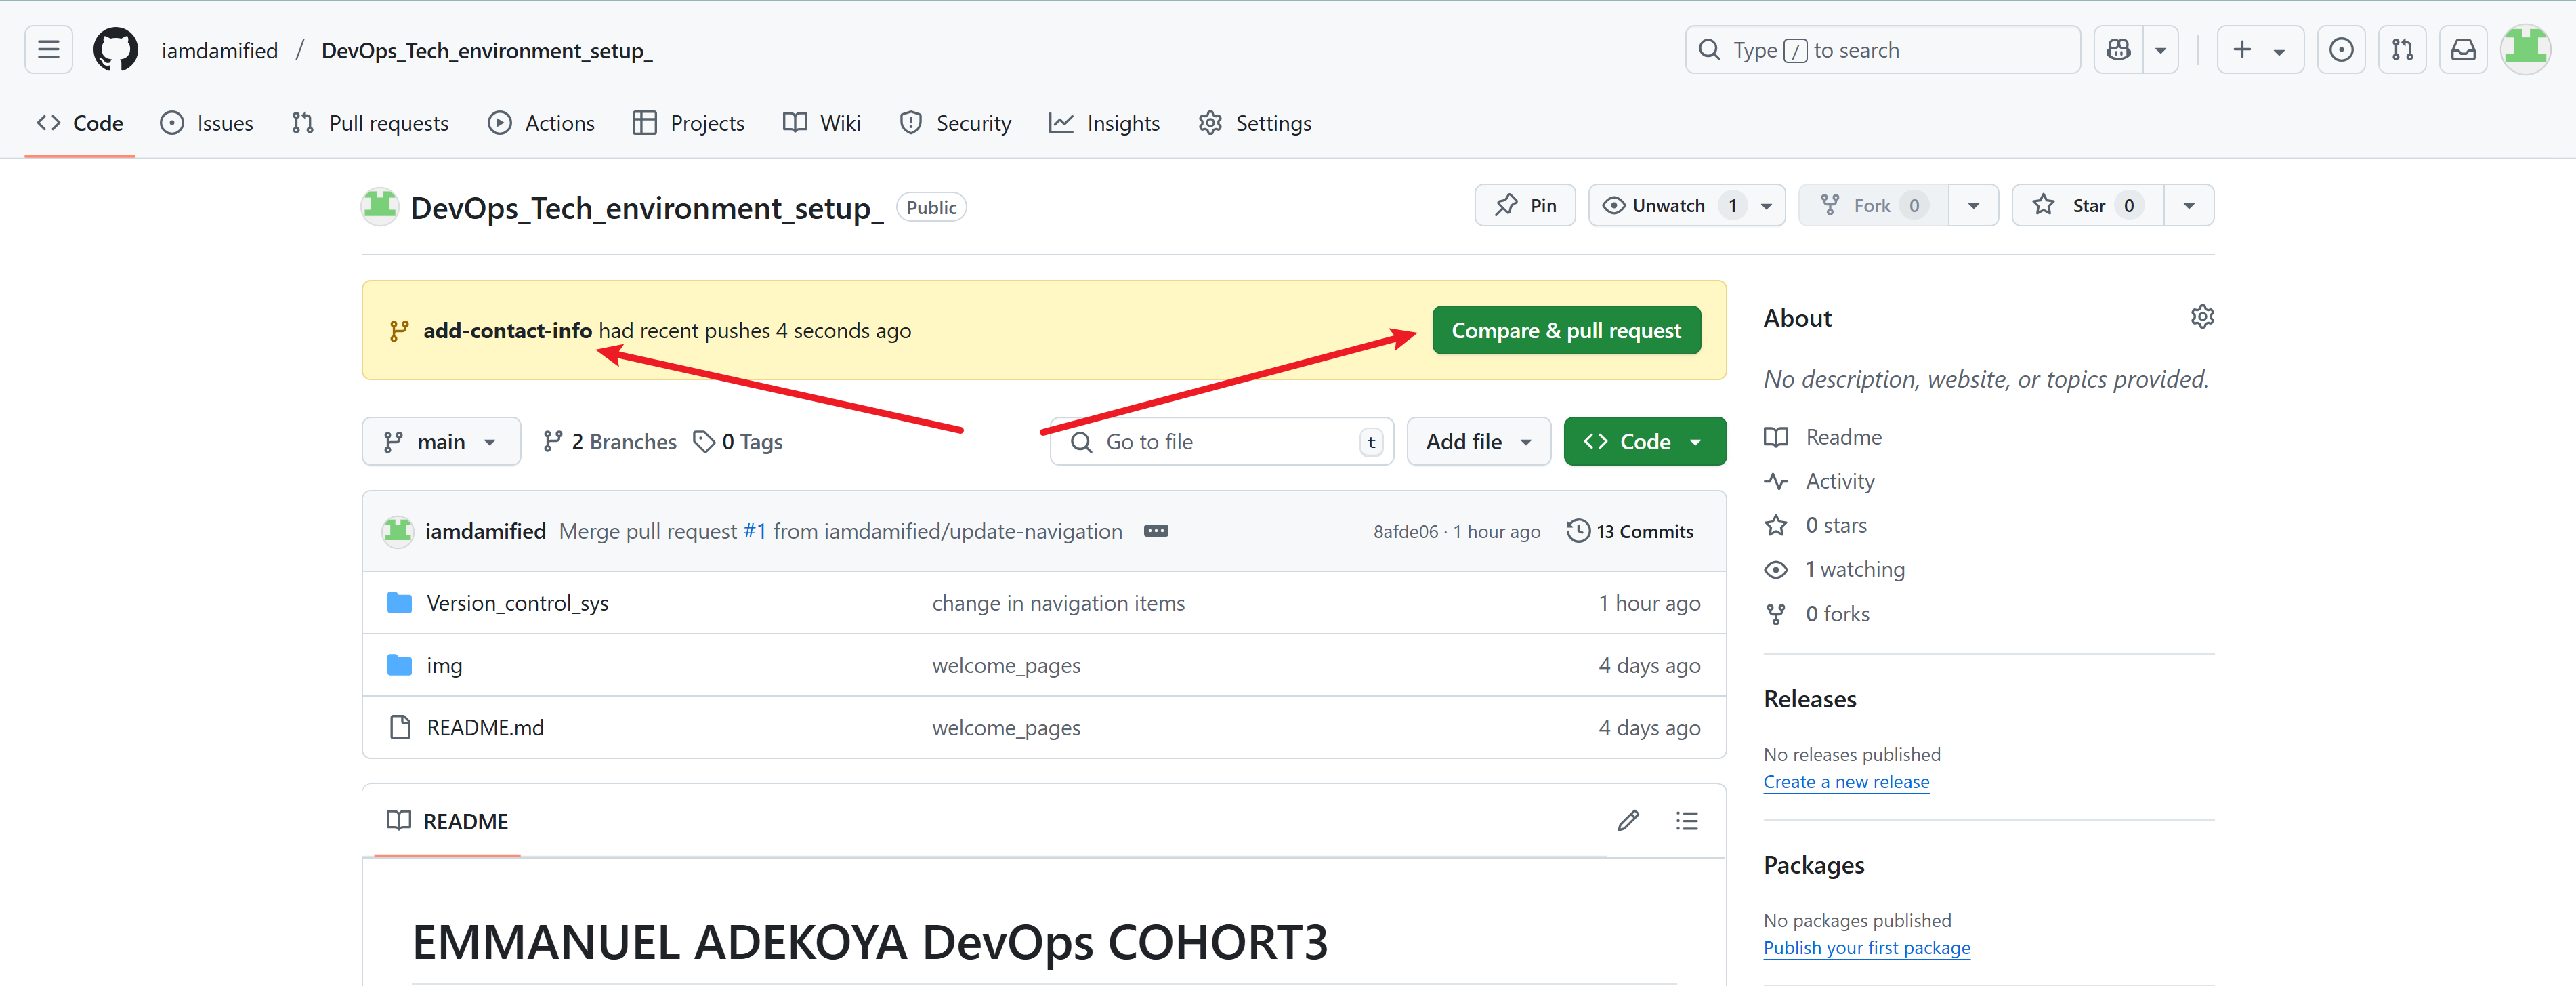 iamdamified / DevOps_Tech_environment_setup_
Type / to search
Code Issues Pull requests Actions Projects Wiki Security Insights Settings
DevOps_Tech_environment_setup_ Public
Pin Unwatch 1 Fork 0 Star 0
add-contact-info had recent pushes 4 seconds ago
Compare & pull request
main 2 Branches 0 Tags
Go to file t
Add file
Code
iamdamified Merge pull request #1 from iamdamified/update-navigation 8afde06 · 1 hour ago 13 Commits
Version_control_sys change in navigation items 1 hour ago
img welcome_pages 4 days ago
README.md welcome_pages 4 days ago
README
EMMANUEL ADEKOYA DevOps COHORT3
About
No description, website, or topics provided.
Readme
Activity
0 stars
1 watching
0 forks
Releases
No releases published
Create a new release
Packages
No packages published
Publish your first package